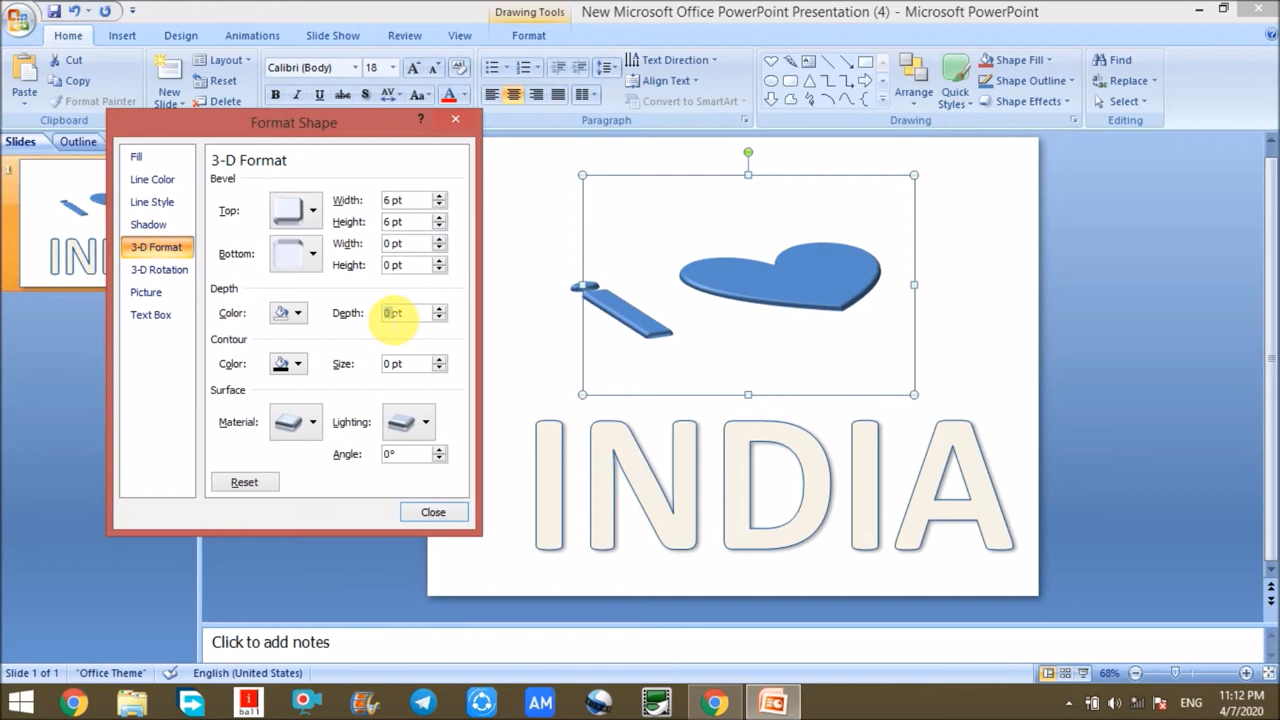 Drawing Tools
New Microsoft Office PowerPoint Presentation (4) - Microsoft PowerPoint
Home Insert Design Animations Slide Show Review View Format
Paste
Cut
Copy
Format Painter
Clipboard
New Slide
Layout
Reset
Delete
Calibri (Body) 18
B I U abc S AV Aa A
Text Direction
Align Text
Convert to SmartArt
Paragraph
Arrange
Quick Styles
Shape Fill
Shape Outline
Shape Effects
Drawing
Find
Replace
Select
Editing
Slides Outline
1
Format Shape
Fill
Line Color
Line Style
Shadow
3-D Format
3-D Rotation
Picture
Text Box
3-D Format
Bevel
Top:
Width: 6 pt
Height: 6 pt
Bottom:
Width: 0 pt
Height: 0 pt
Depth
Color:
Depth: 0 pt
Contour
Color:
Size: 0 pt
Surface
Material:
Lighting:
Angle: 0°
Reset
Close
INDIA
Click to add notes
Slide 1 of 1 "Office Theme" English (United States) 68%
i
ball
AM
ENG
11:12 PM
4/7/2020